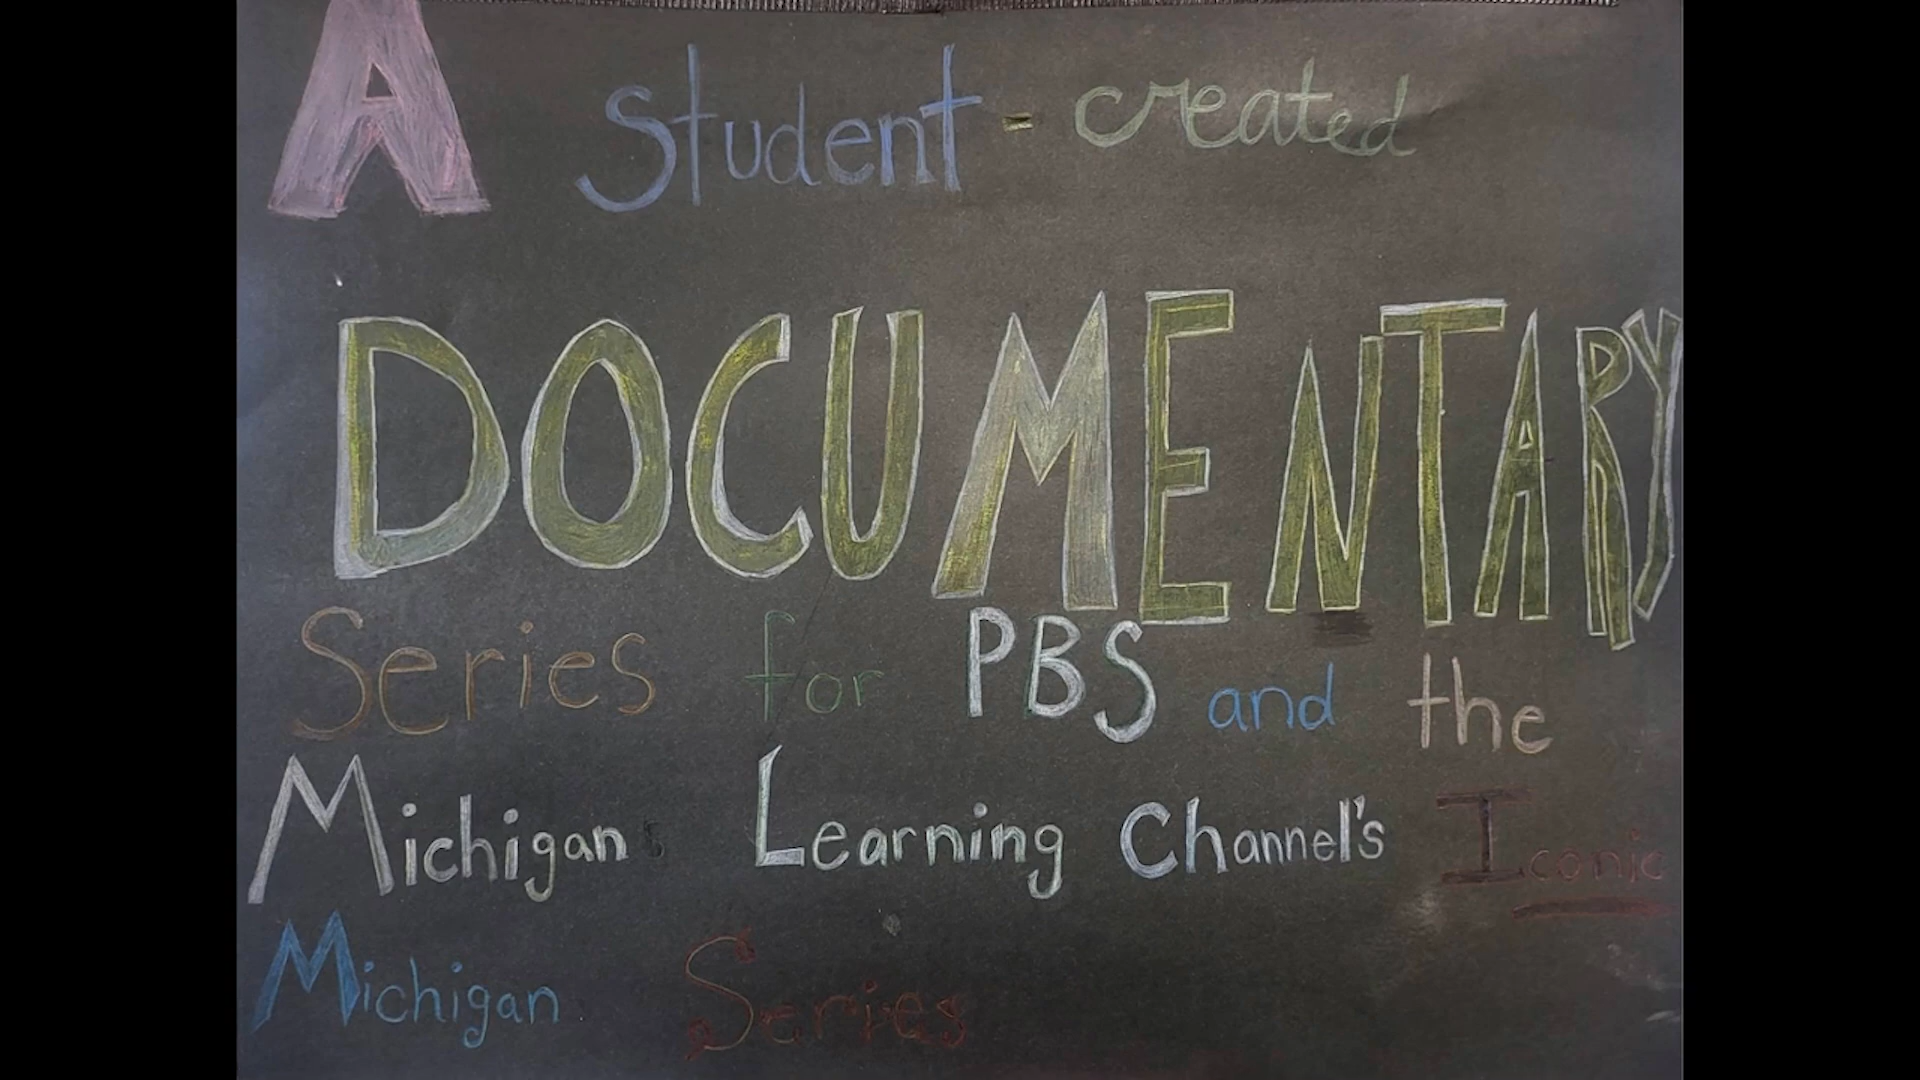 A student-created
DOCUMENTARY
Series for PBS and the
Michigan Learning Channel's Iconic
Michigan Series